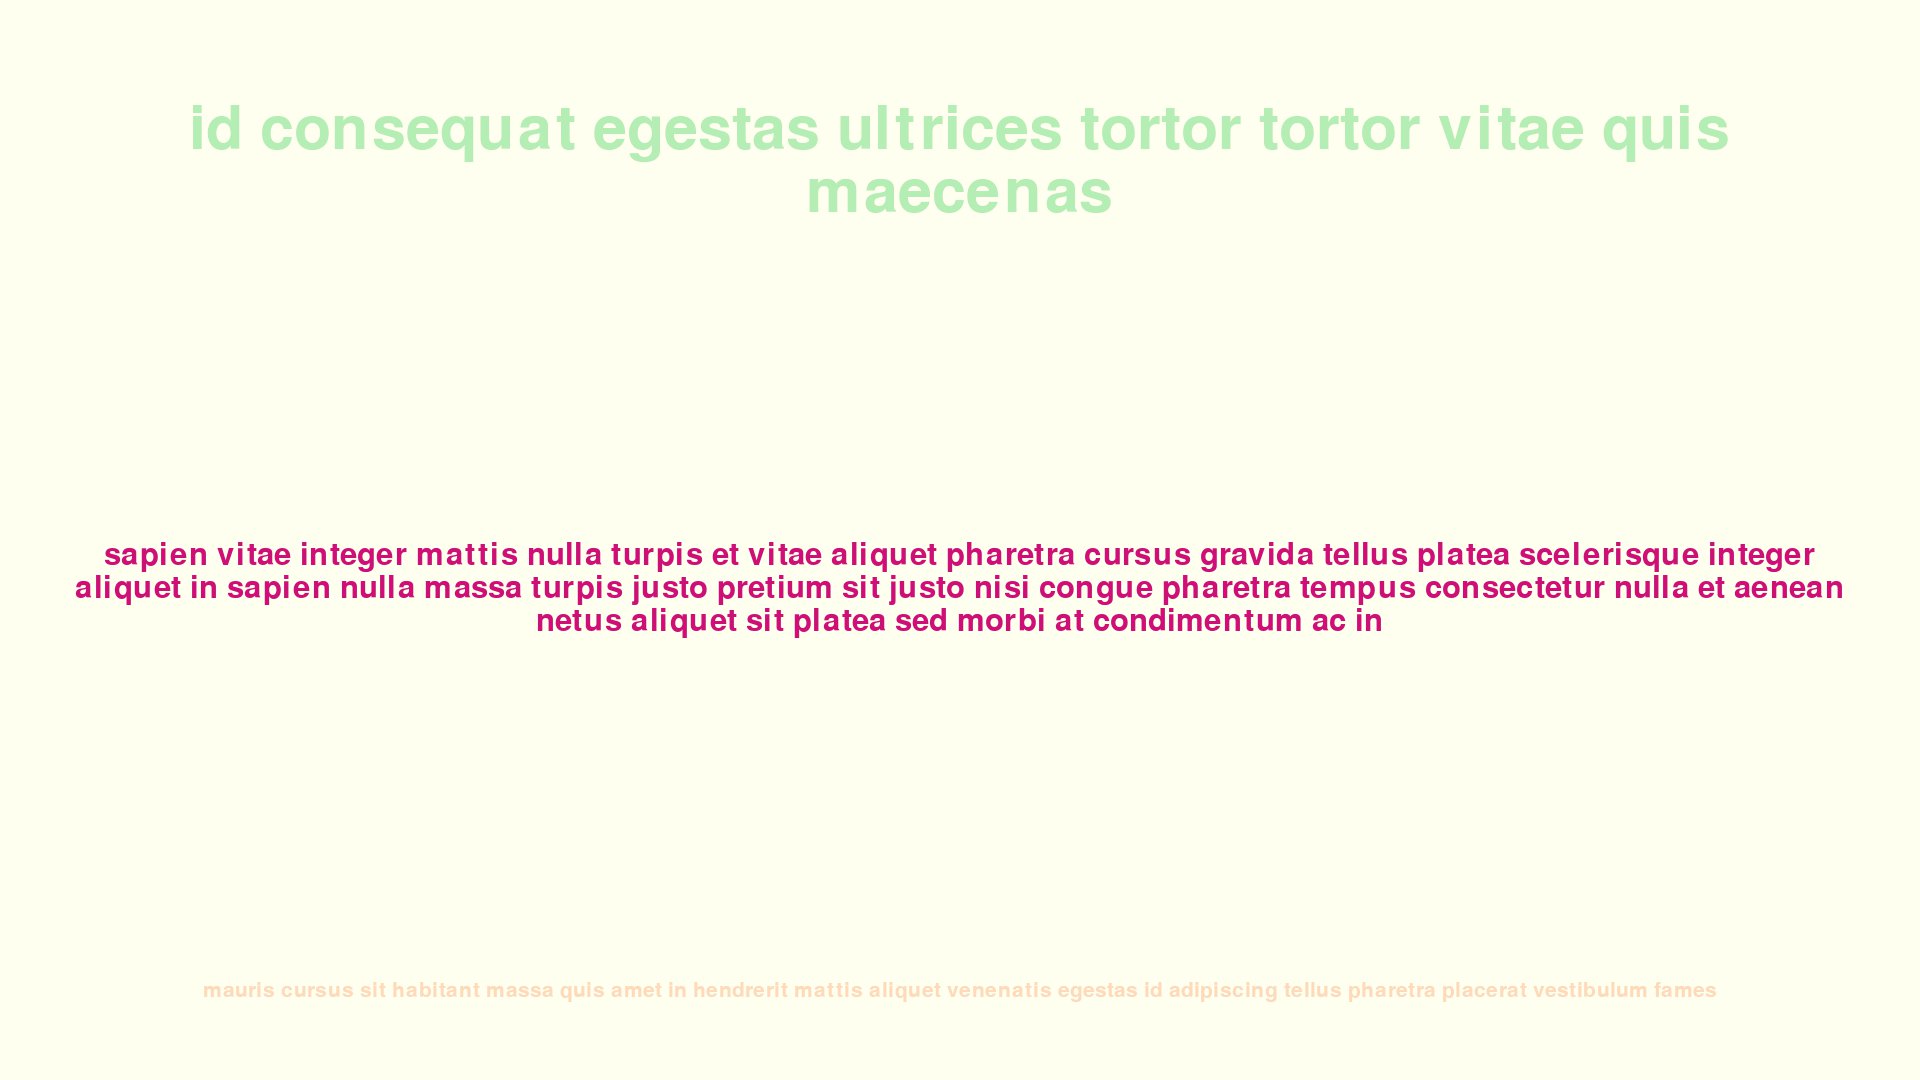 id consequat egestas ultrices tortor tortor vitae quis
maecenas
sapien vitae integer mattis nulla turpis et vitae aliquet pharetra cursus gravida tellus platea scelerisque integer
aliquet in sapien nulla massa turpis justo pretium sit justo nisi congue pharetra tempus consectetur nulla et aenean
netus aliquet sit platea sed morbi at condimentum ac in
mauris cursus sit habitant massa quis amet in hendrerit mattis aliquet venenatis egestas id adipiscing tellus pharetra placerat vestibulum fames